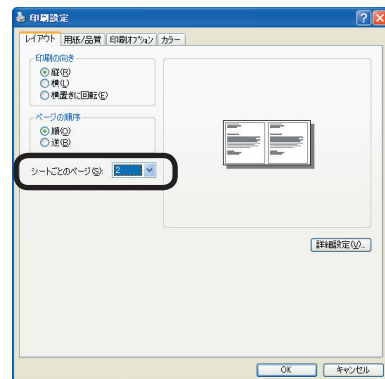 印刷設定
レイアウト 用紙/品質 印刷オプション カラー
印刷の向き
縦(R)
横(L)
横置きに回転(E)
ページの順序
順(O)
逆(B)
シートごとのページ(S): 2
詳細設定(V)...
OK キャンセル